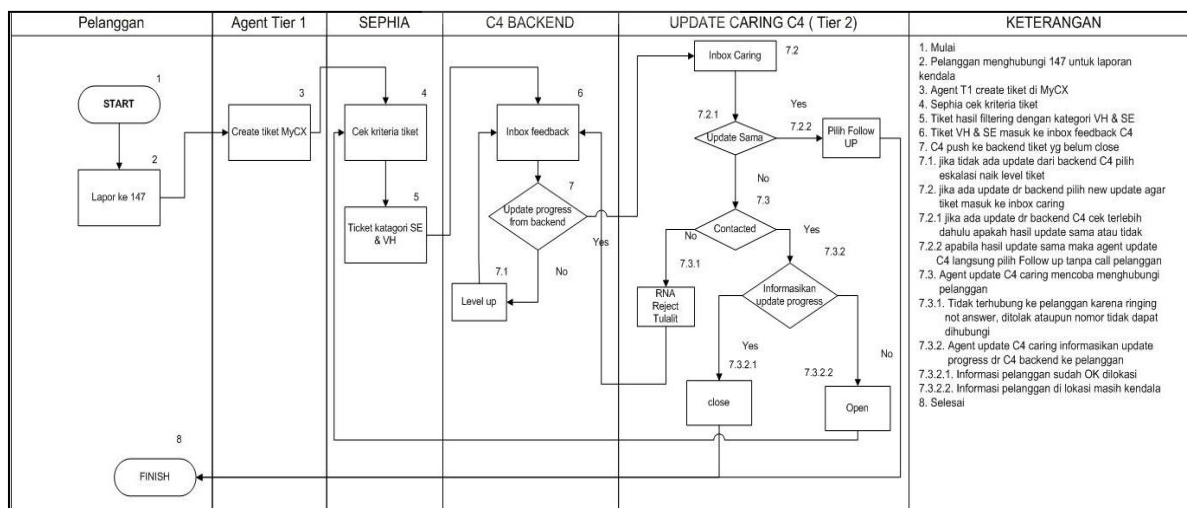 Pelanggan
Agent Tier 1
SEPHIA
C4 BACKEND
UPDATE CARING C4 ( Tier 2)
KETERANGAN
1
START
2
Lapor ke 147
8
FINISH
3
Create tiket MyCX
4
Cek kriteria tiket
5
Ticket katagori SE
& VH
6
Inbox feedback
7
Update progress
from backend
Yes
No
7.1
Level up
Inbox Caring
7.2
7.2.1
Update Sama
Yes
7.2.2
Pilih Follow
UP
No
7.3
Contacted
No
7.3.1
RNA
Reject
Tulalit
Yes
7.3.2
Informasikan
update progress
Yes
7.3.2.1
close
No
7.3.2.2
Open
1. Mulai
2. Pelanggan menghubungi 147 untuk laporan
kendala
3. Agent T1 create tiket di MyCX
4. Sephia cek kriteria tiket
5. Tiket hasil filtering dengan kategori VH & SE
6. Tiket VH & SE masuk ke inbox feedback C4
7. C4 push ke backend tiket yg belum close
7.1. jika tidak ada update dari backend C4 pilih
eskalasi naik level tiket
7.2. jika ada update dr backend pilih new update agar
tiket masuk ke inbox caring
7.2.1 jika ada update dr backend C4 cek terlebih
dahulu apakah hasil update sama atau tidak
7.2.2 apabila hasil update sama maka agent update
C4 langsung pilih Follow up tanpa call pelanggan
7.3. Agent update C4 caring mencoba menghubungi
pelanggan
7.3.1. Tidak terhubung ke pelanggan karena ringing
not answer, ditolak ataupun nomor tidak dapat
dihubungi
7.3.2. Agent update C4 caring informasikan update
progress dr C4 backend ke pelanggan
7.3.2.1. Informasi pelanggan sudah OK dilokasi
7.3.2.2. Informasi pelanggan di lokasi masih kendala
8. Selesai